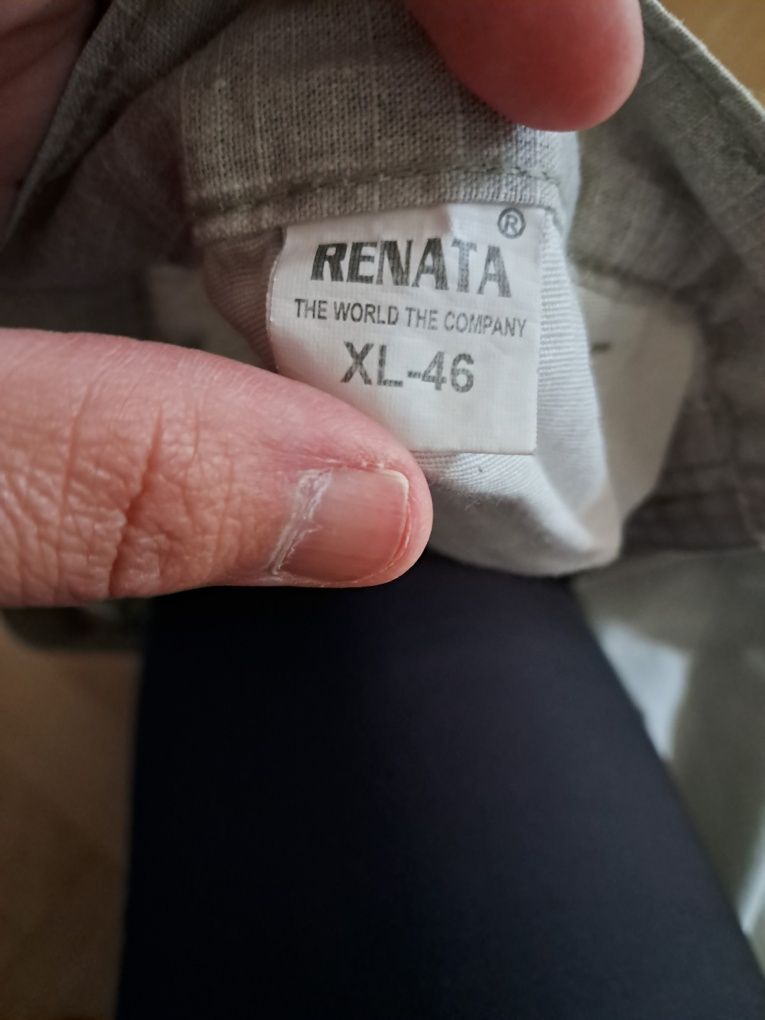 RENATA®
THE WORLD THE COMPANY
XL-46